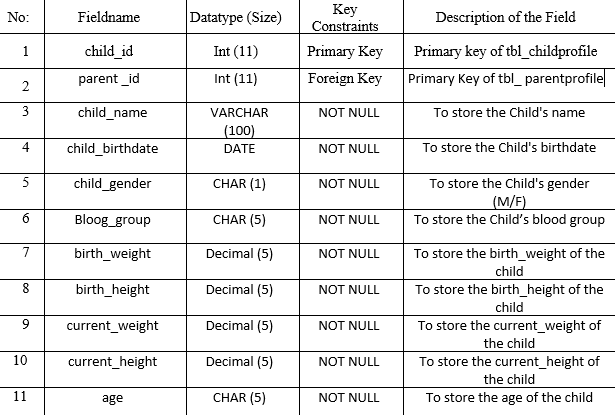 No: Fieldname Datatype (Size) Key Constraints Description of the Field
1 child_id Int (11) Primary Key Primary key of tbl_childprofile
2 parent _id Int (11) Foreign Key Primary Key of tbl_ parentprofile
3 child_name VARCHAR (100) NOT NULL To store the Child's name
4 child_birthdate DATE NOT NULL To store the Child's birthdate
5 child_gender CHAR (1) NOT NULL To store the Child's gender (M/F)
6 Bloog_group CHAR (5) NOT NULL To store the Child’s blood group
7 birth_weight Decimal (5) NOT NULL To store the birth_weight of the child
8 birth_height Decimal (5) NOT NULL To store the birth_height of the child
9 current_weight Decimal (5) NOT NULL To store the current_weight of the child
10 current_height Decimal (5) NOT NULL To store the current_height of the child
11 age CHAR (5) NOT NULL To store the age of the child